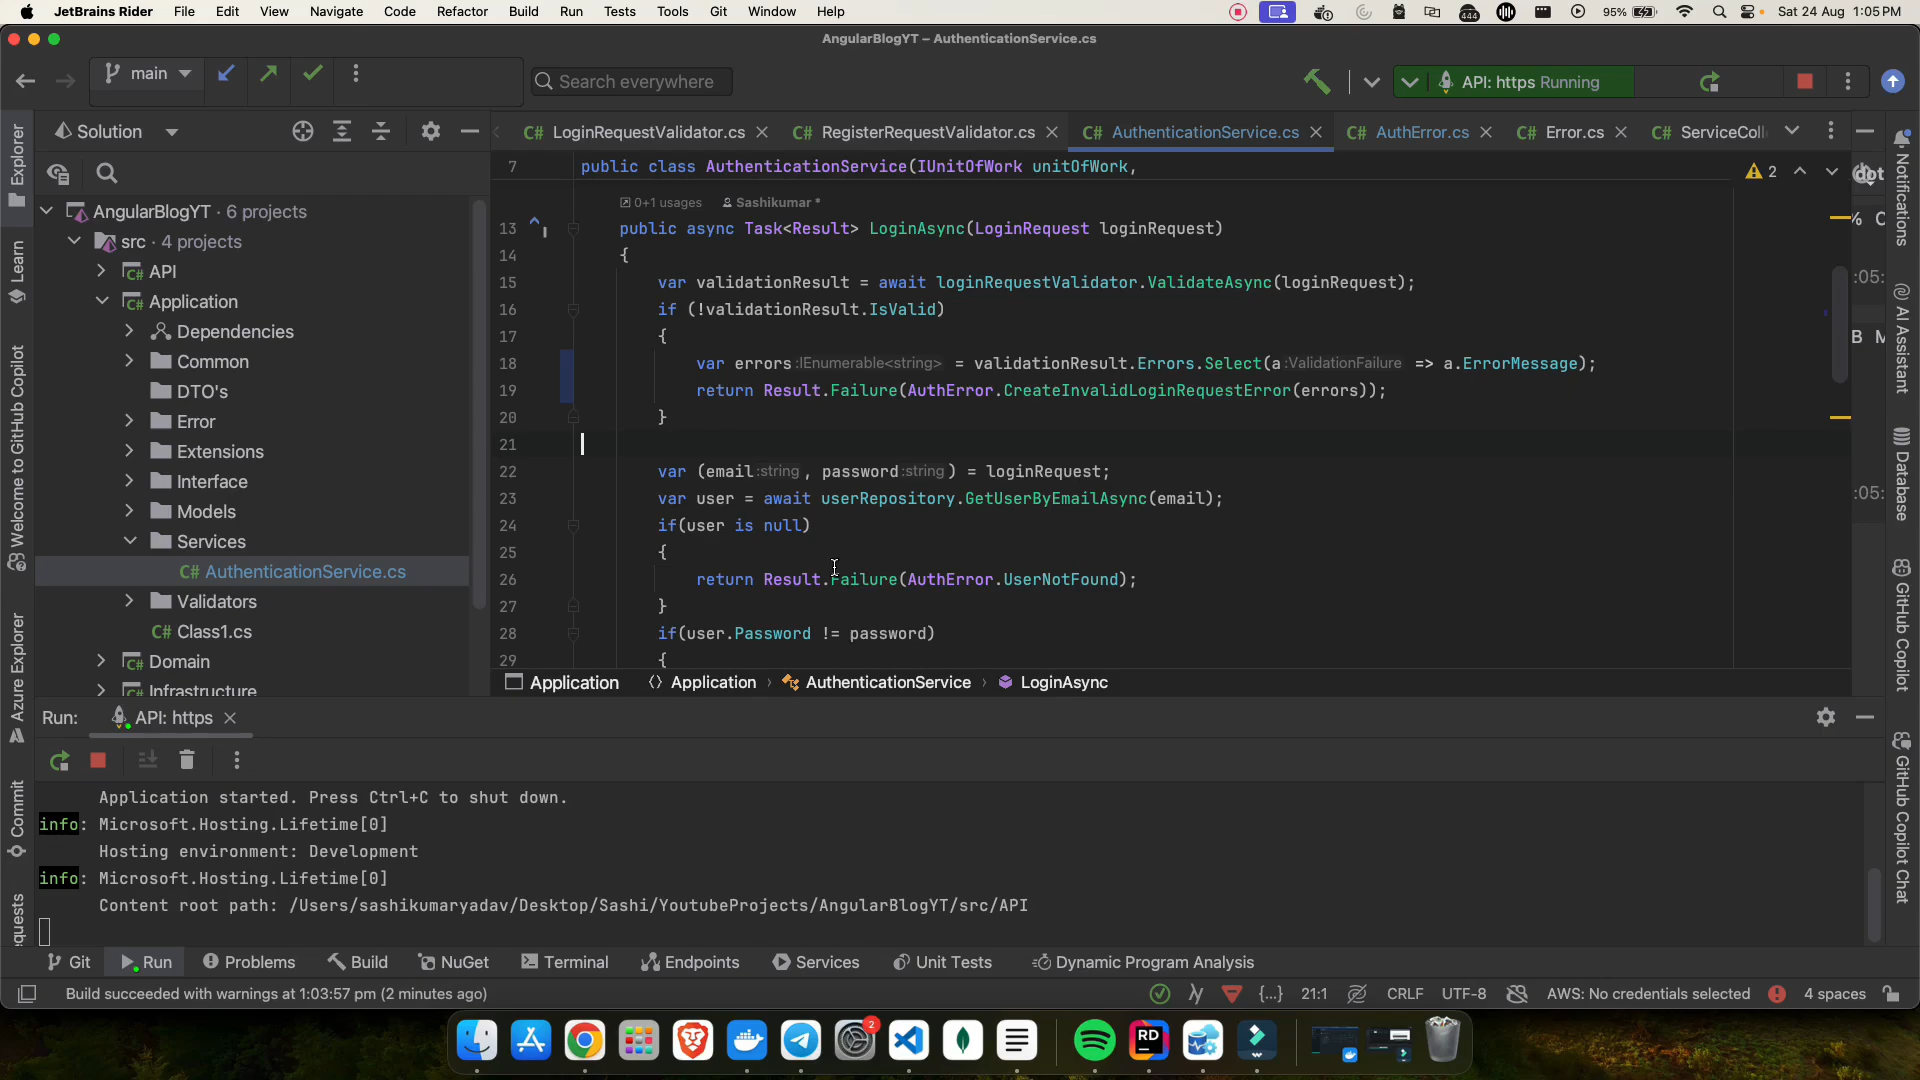 JetBrains Rider File Edit View Navigate Code Refactor Build Run Tests Tools Git Window Help
444 95% Sat 24 Aug 1:05 PM
AngularBlogYT – AuthenticationService.cs
main Search everywhere API: https Running
Solution
LoginRequestValidator.cs RegisterRequestValidator.cs AuthenticationService.cs AuthError.cs Error.cs
7 public class AuthenticationService(IUnitOfWork unitOfWork,
2
0+1 usages Sashikumar *
13 public async Task<Result> LoginAsync(LoginRequest loginRequest)
14 {
15 var validationResult = await loginRequestValidator.ValidateAsync(loginRequest);
16 if (!validationResult.IsValid)
17 {
18 var errors :IEnumerable<string> = validationResult.Errors.Select(a :ValidationFailure => a.ErrorMessage);
19 return Result.Failure(AuthError.CreateInvalidLoginRequestError(errors));
20 }
21
22 var (email :string , password :string ) = loginRequest;
23 var user = await userRepository.GetUserByEmailAsync(email);
24 if(user is null)
25 {
26 return Result.Failure(AuthError.UserNotFound);
27 }
28 if(user.Password != password)
29 {
Application Application AuthenticationService LoginAsync
AngularBlogYT · 6 projects
src · 4 projects
API
Application
Dependencies
Common
DTO's
Error
Extensions
Interface
Models
Services
C# AuthenticationService.cs
Validators
C# Class1.cs
Domain
Infrastructure
Explorer
Learn
Welcome to GitHub Copilot
Azure Explorer
Commit
Notifications
AI Assistant
Database
GitHub Copilot
GitHub Copilot Chat
Run: API: https
Application started. Press Ctrl+C to shut down.
info: Microsoft.Hosting.Lifetime[0]
Hosting environment: Development
info: Microsoft.Hosting.Lifetime[0]
Content root path: /Users/sashikumaryadav/Desktop/Sashi/YoutubeProjects/AngularBlogYT/src/API
Git Run Problems Build NuGet Terminal Endpoints Services Unit Tests Dynamic Program Analysis
Build succeeded with warnings at 1:03:57 pm (2 minutes ago) 21:1 CRLF UTF-8 AWS: No credentials selected 4 spaces
2 RD